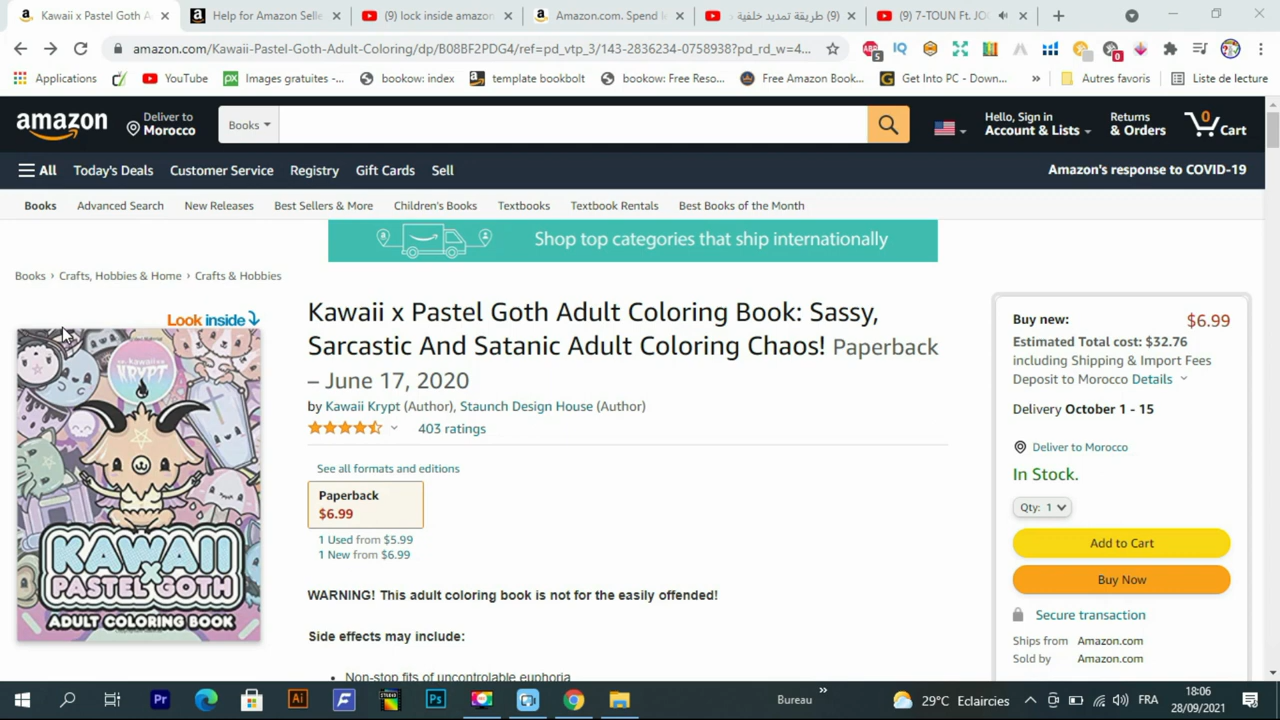 Kawaii x Pastel Goth A
Help for Amazon Selle
(9) lock inside amazon
Amazon.com. Spend le
(9) طريقة تمديد خلفية
(9) 7-TOUN Ft. JO
amazon.com/Kawaii-Pastel-Goth-Adult-Coloring/dp/B08BF2PDG4/ref=pd_vtp_3/143-2836234-0758958?pd_rd_w=4...
Applications
YouTube
Images gratuites -...
bookow: index
template bookbolt
bookow: Free Reso...
Free Amazon Book...
Get Into PC - Down...
Autres favoris
Liste de lecture
amazon
Deliver to
Morocco
Books
Hello, Sign in
Account & Lists
Returns
& Orders
0
Cart
All
Today's Deals
Customer Service
Registry
Gift Cards
Sell
Amazon's response to COVID-19
Books
Advanced Search
New Releases
Best Sellers & More
Children's Books
Textbooks
Textbook Rentals
Best Books of the Month
Shop top categories that ship internationally
Books › Crafts, Hobbies & Home › Crafts & Hobbies
Look inside
KRYPT
KAWAII
X
PASTEL GOTH
ADULT COLORING BOOK
Kawaii x Pastel Goth Adult Coloring Book: Sassy,
Sarcastic And Satanic Adult Coloring Chaos! Paperback
– June 17, 2020
by Kawaii Krypt (Author), Staunch Design House (Author)
403 ratings
See all formats and editions
Paperback
$6.99
1 Used from $5.99
1 New from $6.99
WARNING! This adult coloring book is not for the easily offended!
Side effects may include:
Non-stop fits of uncontrolable euphoria
Buy new:
$6.99
Estimated Total cost: $32.76
including Shipping & Import Fees
Deposit to Morocco Details
Delivery October 1 - 15
Deliver to Morocco
In Stock.
Qty: 1
Add to Cart
Buy Now
Secure transaction
Ships from Amazon.com
Sold by Amazon.com
Bureau
29°C Eclaircies
FRA
18:06
28/09/2021